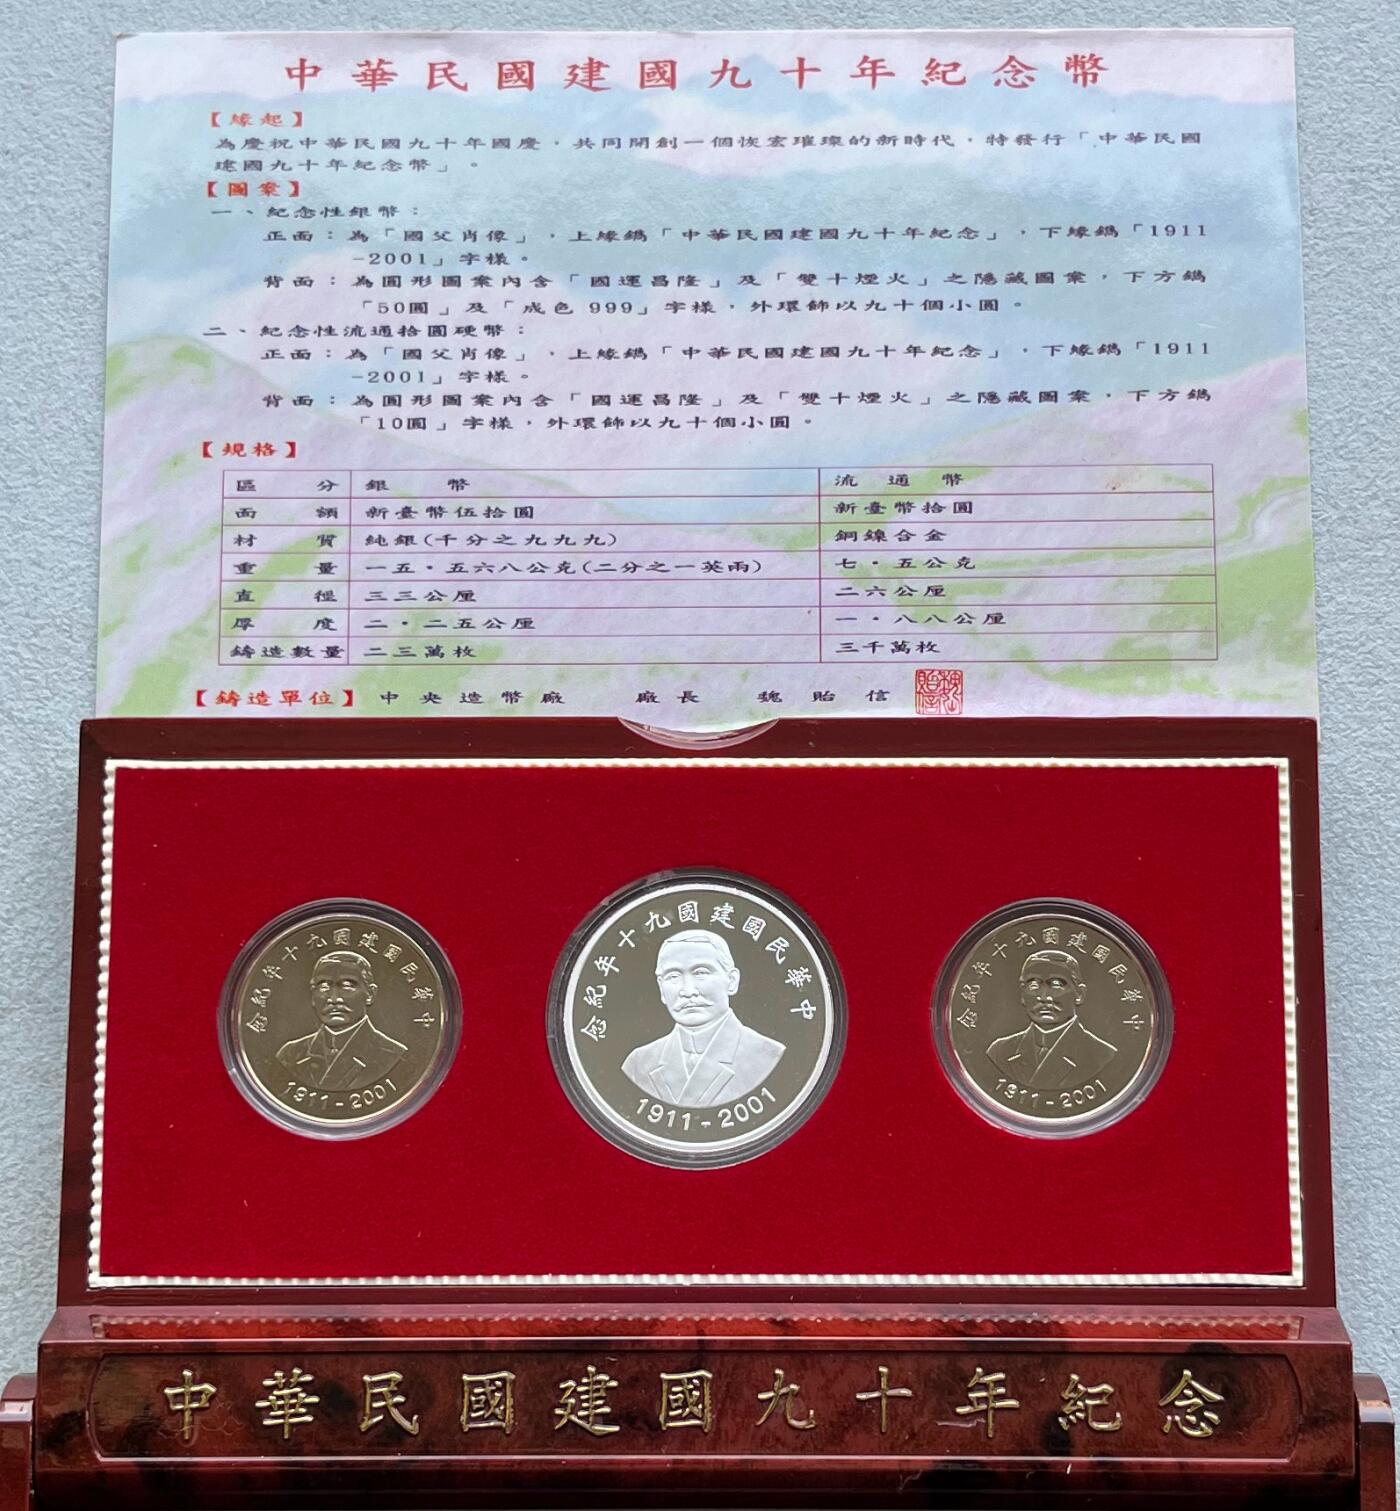 中華民國建國九十年紀念幣
【緣起】
為慶祝中華民國九十年國慶，共同開創一個恢宏璀璨的新時代，特發行「中華民國
建國九十年紀念幣」。
【圖案】
一、紀念性銀幣：
正面：為「國父肖像」，上緣鐫「中華民國建國九十年紀念」，下緣鐫「1911
-2001」字樣。
背面：為圓形圖案內含「國運昌隆」及「雙十煙火」之隱藏圖案，下方鐫
「50圓」及「成色 999」字樣，外環飾以九十個小圓。
二、紀念性流通拾圓硬幣：
正面：為「國父肖像」，上緣鐫「中華民國建國九十年紀念」，下緣鐫「1911
-2001」字樣。
背面：為圓形圖案內含「國運昌隆」及「雙十煙火」之隱藏圖案，下方鐫
「10圓」字樣，外環飾以九十個小圓。
【規格】
區分 銀幣 流通幣
面額 新臺幣伍拾圓 新臺幣拾圓
材質 純銀(千分之九九九) 銅鎳合金
重量 一五·五六八公克(二分之一英兩) 七·五公克
直徑 三三公厘 二六公厘
厚度 二·二五公厘 一·八八公厘
鑄造數量 二三萬枚 三千萬枚
【鑄造單位】 中央造幣廠 廠長 魏貽信
中華民國建國九十年紀念
1911-2001
中華民國建國九十年紀念
1911-2001
中華民國建國九十年紀念
1911-2001
中華民國建國九十年紀念